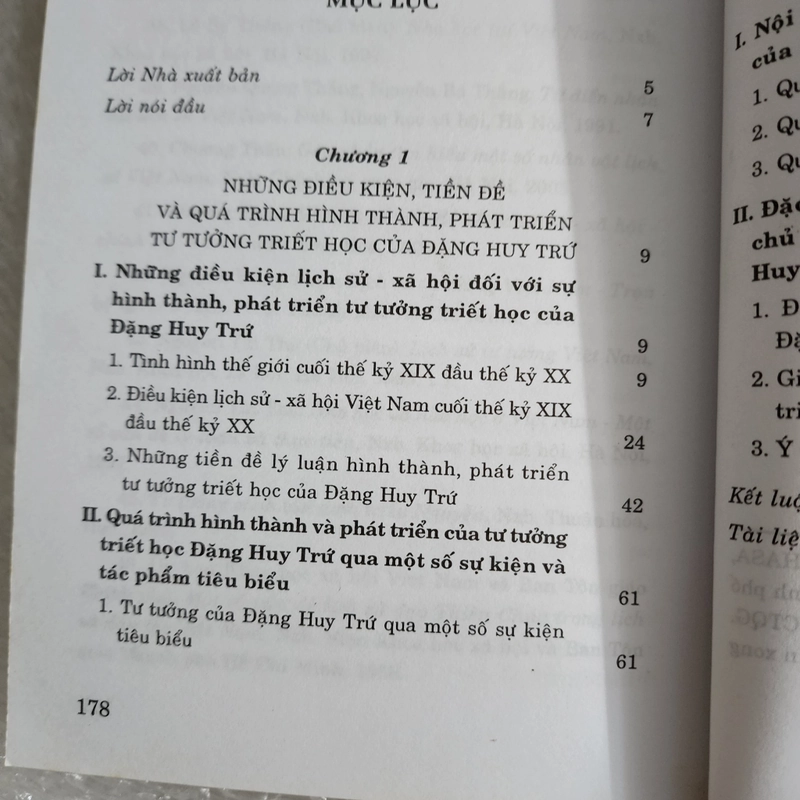 MỤC LỤC
Lời Nhà xuất bản 5
Lời nói đầu 7
Chương 1
NHỮNG ĐIỀU KIỆN, TIỀN ĐỀ
VÀ QUÁ TRÌNH HÌNH THÀNH, PHÁT TRIỂN
TƯ TƯỞNG TRIẾT HỌC CỦA ĐẶNG HUY TRỨ 9
I. Những điều kiện lịch sử - xã hội đối với sự
hình thành, phát triển tư tưởng triết học của
Đặng Huy Trứ 9
1. Tình hình thế giới cuối thế kỷ XIX đầu thế kỷ XX 9
2. Điều kiện lịch sử - xã hội Việt Nam cuối thế kỷ XIX
đầu thế kỷ XX 24
3. Những tiền đề lý luận hình thành, phát triển
tư tưởng triết học của Đặng Huy Trứ 42
II. Quá trình hình thành và phát triển của tư tưởng
triết học Đặng Huy Trứ qua một số sự kiện và
tác phẩm tiêu biểu 61
1. Tư tưởng của Đặng Huy Trứ qua một số sự kiện
tiêu biểu 61
178
I. Nội
của
1.
2.
3.
II.
chủ
Huy
1.
2.
3. Ý
Kết
Tài